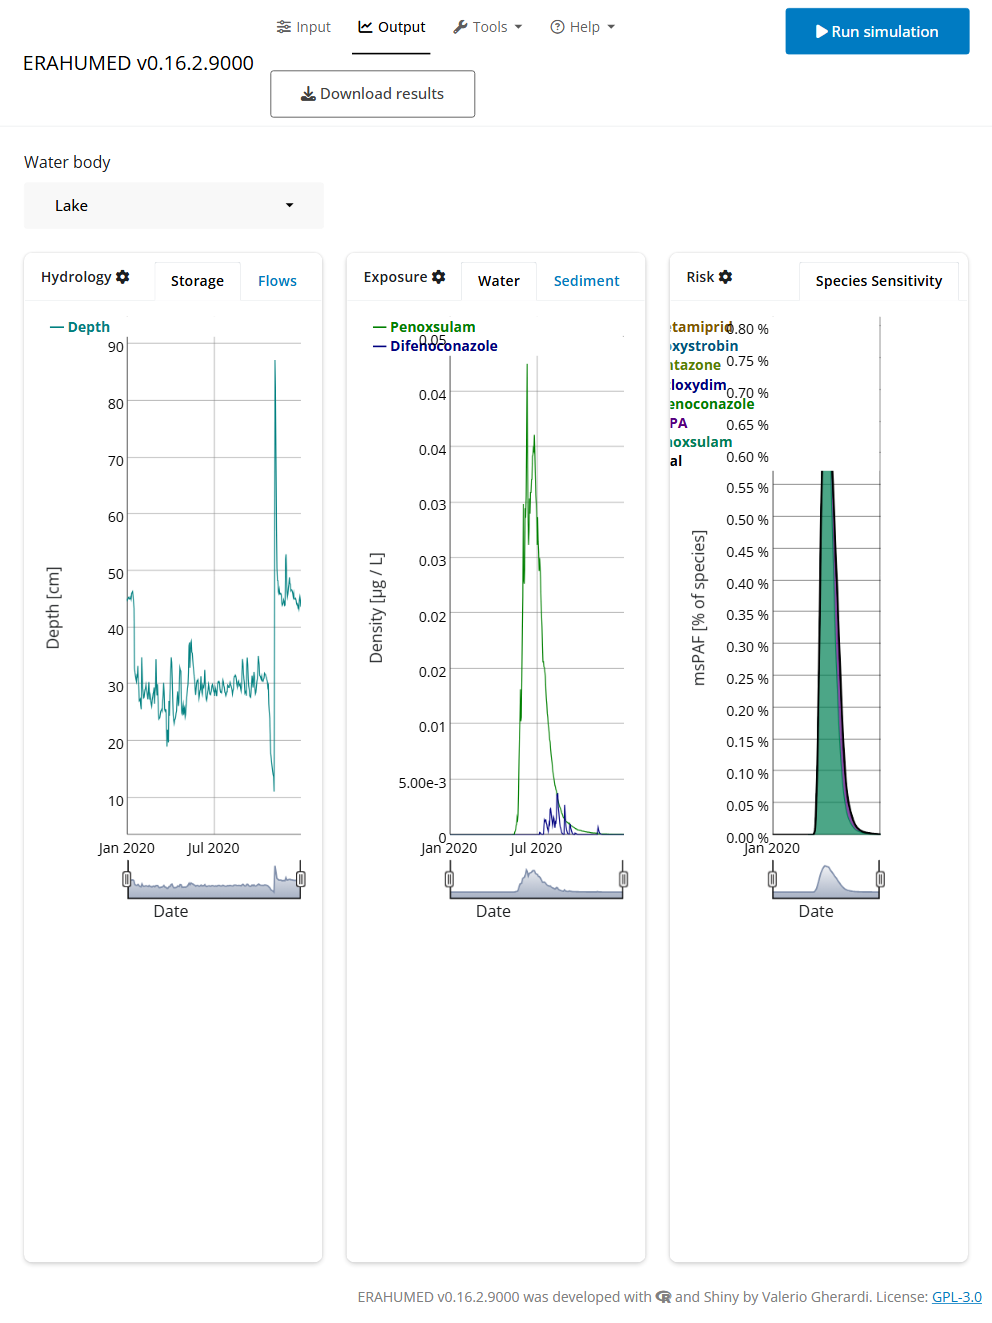 Input
Output
Tools
Help
Run simulation
ERAHUMED v0.16.2.9000
Download results
Water body
Lake
Hydrology
Storage
Flows
Depth
90
80
70
60
50
40
30
20
10
Depth [cm]
Jan 2020
Jul 2020
Date
Exposure
Water
Sediment
Penoxsulam
Difenoconazole
0.05
0.04
0.04
0.03
0.03
0.02
0.02
0.01
5.00e-3
0
Density [µg / L]
Jan 2020
Jul 2020
Date
Risk
Species Sensitivity
etamiprid
oxystrobin
ntazone
cloxydim
enoconazole
PA
noxsulam
al
0.80 %
0.75 %
0.70 %
0.65 %
0.60 %
0.55 %
0.50 %
0.45 %
0.40 %
0.35 %
0.30 %
0.25 %
0.20 %
0.15 %
0.10 %
0.05 %
0.00 %
msPAF [% of species]
Jan 2020
Date
ERAHUMED v0.16.2.9000 was developed with R and Shiny by Valerio Gherardi. License: GPL-3.0